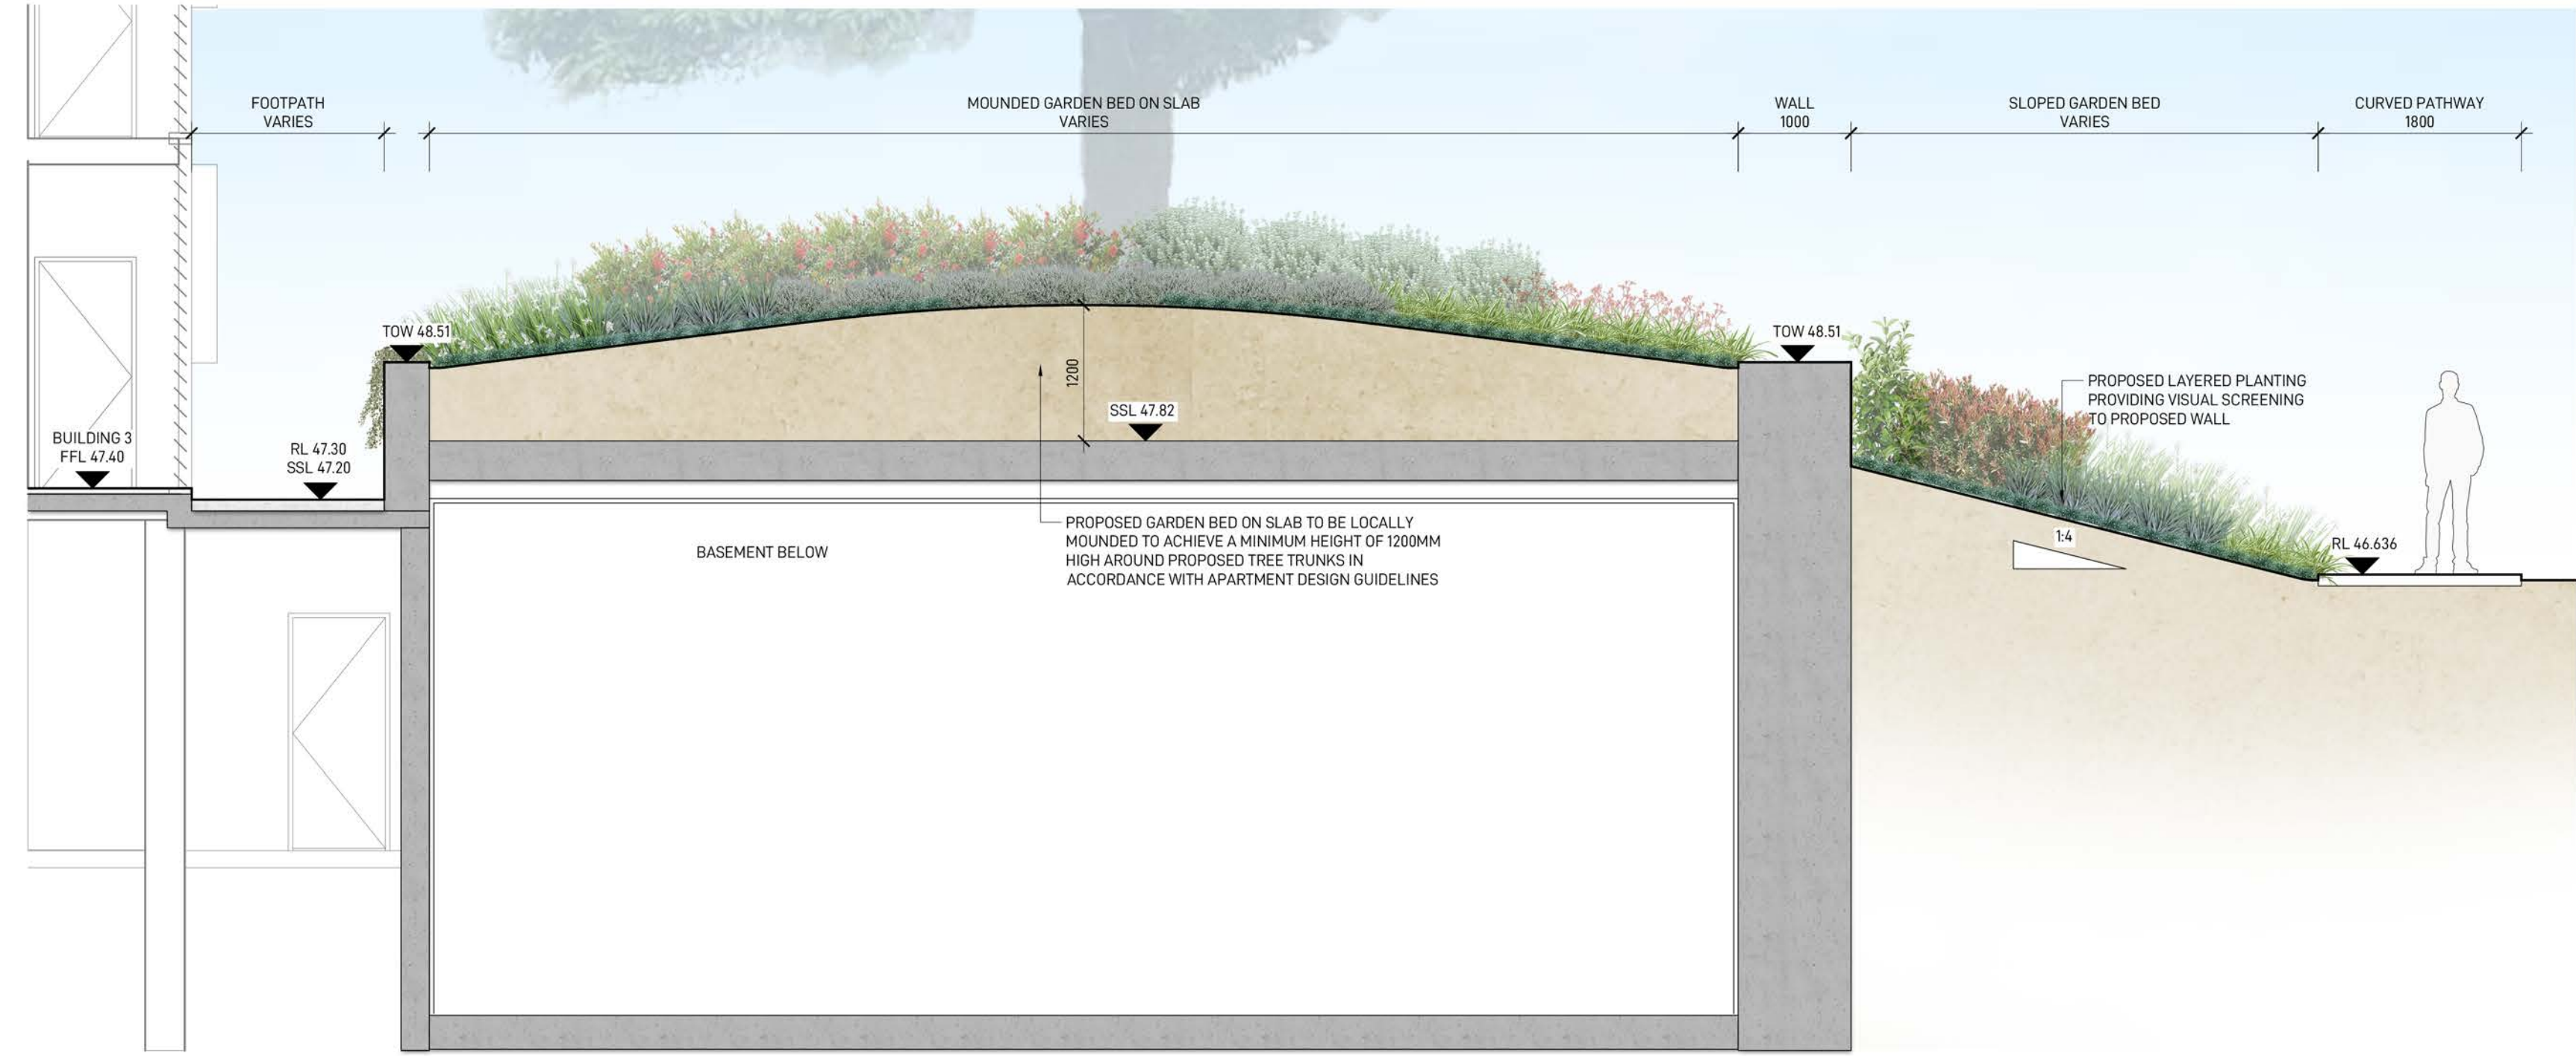 FOOTPATH
VARIES
MOUNDED GARDEN BED ON SLAB
VARIES
WALL
1000
SLOPED GARDEN BED
VARIES
CURVED PATHWAY
1800
TOW 48.51
TOW 48.51
1200
SSL 47.82
PROPOSED LAYERED PLANTING
PROVIDING VISUAL SCREENING
TO PROPOSED WALL
BUILDING 3
FFL 47.40
RL 47.30
SSL 47.20
PROPOSED GARDEN BED ON SLAB TO BE LOCALLY
MOUNDED TO ACHIEVE A MINIMUM HEIGHT OF 1200MM
HIGH AROUND PROPOSED TREE TRUNKS IN
ACCORDANCE WITH APARTMENT DESIGN GUIDELINES
BASEMENT BELOW
1:4
RL 46.636